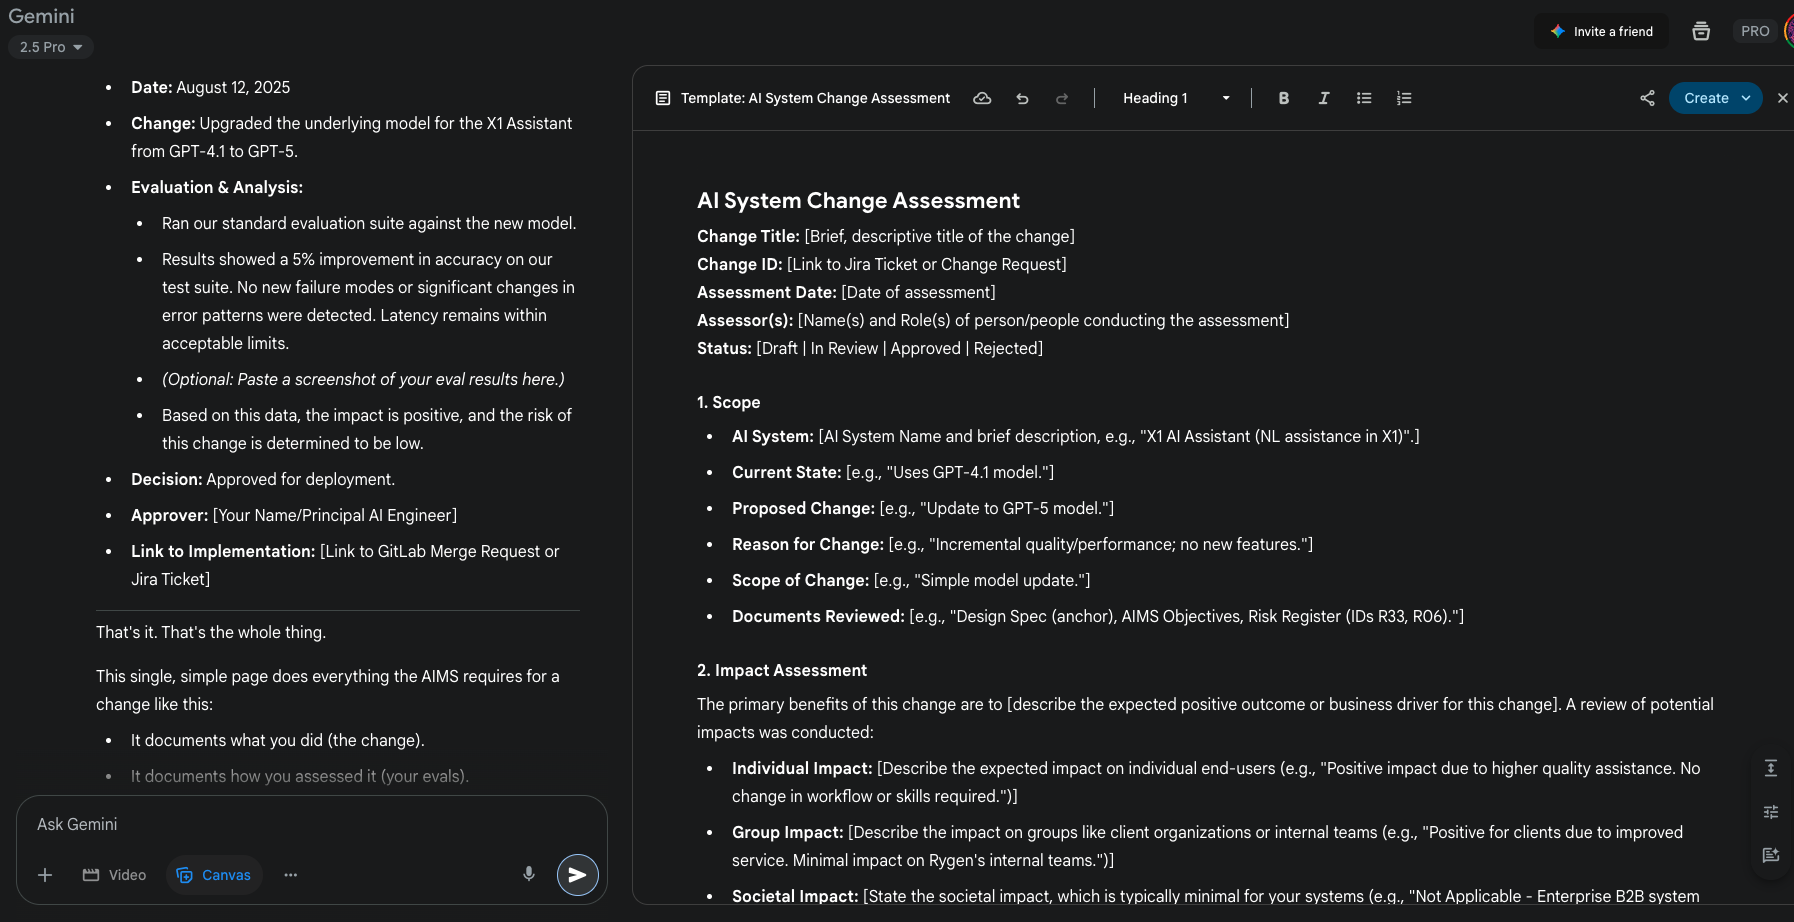 Gemini
2.5 Pro
Invite a friend
PRO
Date: August 12, 2025
Change: Upgraded the underlying model for the X1 Assistant
from GPT-4.1 to GPT-5.
Evaluation & Analysis:
Ran our standard evaluation suite against the new model.
Results showed a 5% improvement in accuracy on our
test suite. No new failure modes or significant changes in
error patterns were detected. Latency remains within
acceptable limits.
(Optional: Paste a screenshot of your eval results here.)
Based on this data, the impact is positive, and the risk of
this change is determined to be low.
Decision: Approved for deployment.
Approver: [Your Name/Principal AI Engineer]
Link to Implementation: [Link to GitLab Merge Request or
Jira Ticket]
That's it. That's the whole thing.
This single, simple page does everything the AIMS requires for a
change like this:
It documents what you did (the change).
It documents how you assessed it (your evals).
Ask Gemini
Video
Canvas
Template: AI System Change Assessment
Heading 1
B
I
Create
AI System Change Assessment
Change Title: [Brief, descriptive title of the change]
Change ID: [Link to Jira Ticket or Change Request]
Assessment Date: [Date of assessment]
Assessor(s): [Name(s) and Role(s) of person/people conducting the assessment]
Status: [Draft | In Review | Approved | Rejected]
1. Scope
AI System: [AI System Name and brief description, e.g., "X1 AI Assistant (NL assistance in X1)".]
Current State: [e.g., "Uses GPT-4.1 model."]
Proposed Change: [e.g., "Update to GPT-5 model."]
Reason for Change: [e.g., "Incremental quality/performance; no new features."]
Scope of Change: [e.g., "Simple model update."]
Documents Reviewed: [e.g., "Design Spec (anchor), AIMS Objectives, Risk Register (IDs R33, R06)."]
2. Impact Assessment
The primary benefits of this change are to [describe the expected positive outcome or business driver for this change]. A review of potential
impacts was conducted:
Individual Impact: [Describe the expected impact on individual end-users (e.g., "Positive impact due to higher quality assistance. No
change in workflow or skills required.")]
Group Impact: [Describe the impact on groups like client organizations or internal teams (e.g., "Positive for clients due to improved
service. Minimal impact on Rygen's internal teams.")]
Societal Impact: [State the societal impact, which is typically minimal for your systems (e.g., "Not Applicable - Enterprise B2B system